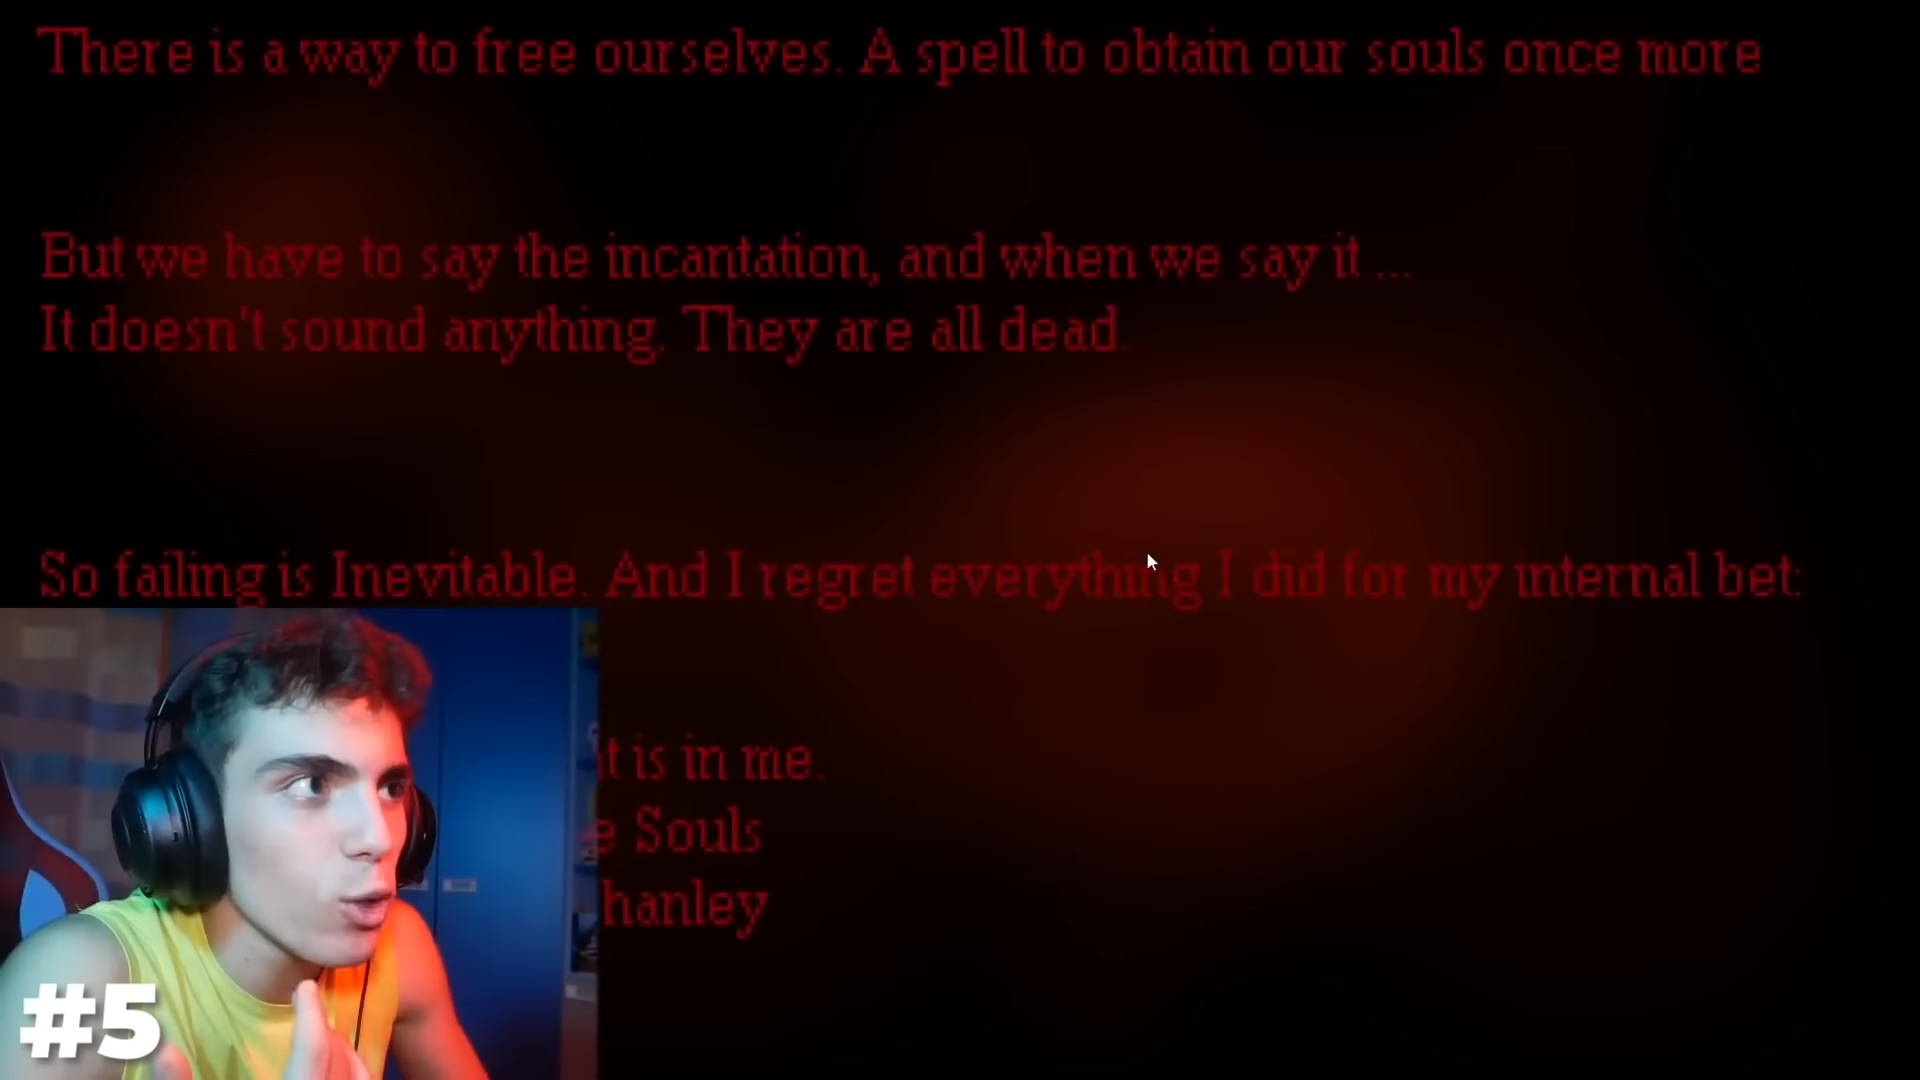 There is a way to free ourselves. A spell to obtain our souls once more
But we have to say the incantation, and when we say it ...
It doesn't sound anything. They are all dead.
So failing is Inevitable. And I regret everything I did for my internal bet:
is in me.
Souls
#5